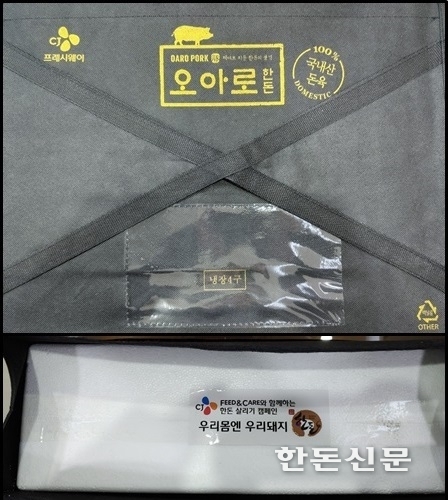 CJ
프레시웨이
DARO PORK
오아로 한돈
100%
국내산
돈육
DOMESTIC
냉장4구
OTHER
CJ FEED&CARE와 함께하는
한돈 살리기 캠페인
우리몸엔 우리돼지 한돈
한돈신문